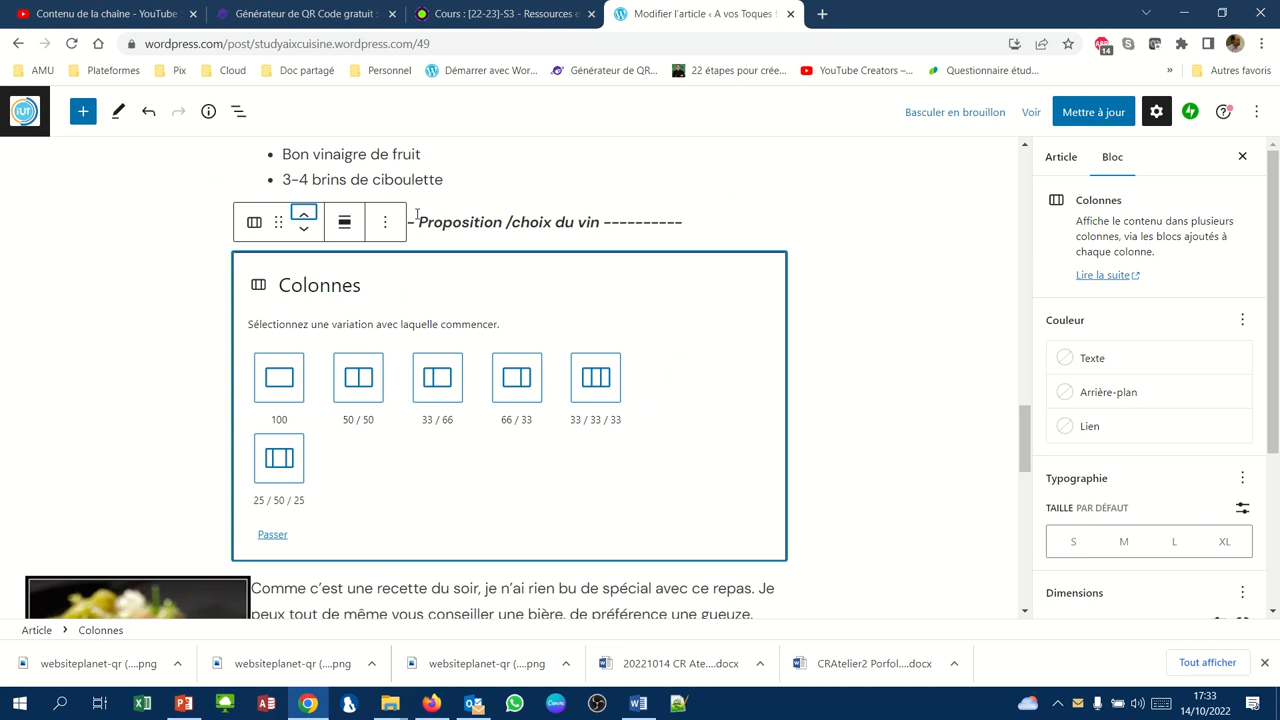 Contenu de la chaîne - YouTube
Générateur de QR Code gratuit :
Cours : [22-23]-S3 - Ressources e
Modifier l'article ‹ A vos Toques !
wordpress.com/post/studyaixcuisine.wordpress.com/49
14
AMU
Plateformes
Pix
Cloud
Doc partagé
Personnel
Démarrer avec Wor...
Générateur de QR...
22 étapes pour crée...
YouTube Creators –...
Questionnaire étud...
»
Autres favoris
iut
Basculer en brouillon
Voir
Mettre à jour
Bon vinaigre de fruit
3-4 brins de ciboulette
- Proposition /choix du vin ----------
Colonnes
Sélectionnez une variation avec laquelle commencer.
100
50 / 50
33 / 66
66 / 33
33 / 33 / 33
25 / 50 / 25
Passer
Comme c'est une recette du soir, je n'ai rien bu de spécial avec ce repas. Je
peux tout de même vous conseiller une bière, de préférence une gueuze.
Article
Bloc
Colonnes
Affiche le contenu dans plusieurs
colonnes, via les blocs ajoutés à
chaque colonne.
Lire la suite
Couleur
Texte
Arrière-plan
Lien
Typographie
TAILLE PAR DÉFAUT
S
M
L
XL
Dimensions
Article
Colonnes
websiteplanet-qr (....png
websiteplanet-qr (....png
websiteplanet-qr (....png
20221014 CR Ate....docx
CRAtelier2 Porfol....docx
Tout afficher
17:33
14/10/2022